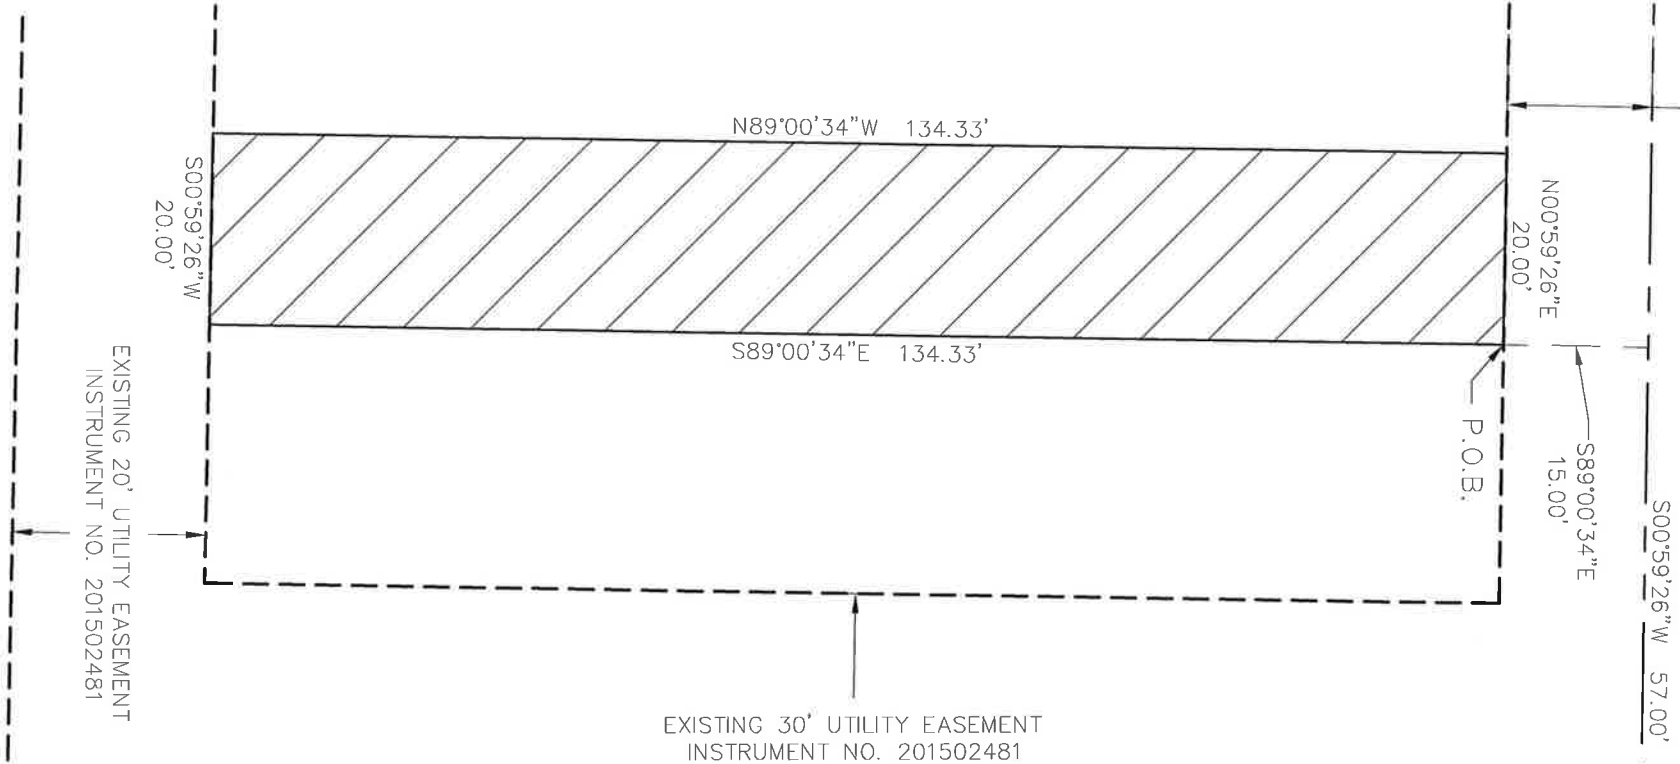 N89°00'34"W 134.33'
S00°59'26"W
20.00'
N00°59'26"E
20.00'
S89°00'34"E 134.33'
P.O.B.
S89°00'34"E
15.00'
S00°59'26"W 57.00'
EXISTING 20' UTILITY EASEMENT
INSTRUMENT NO. 201502481
EXISTING 30' UTILITY EASEMENT
INSTRUMENT NO. 201502481